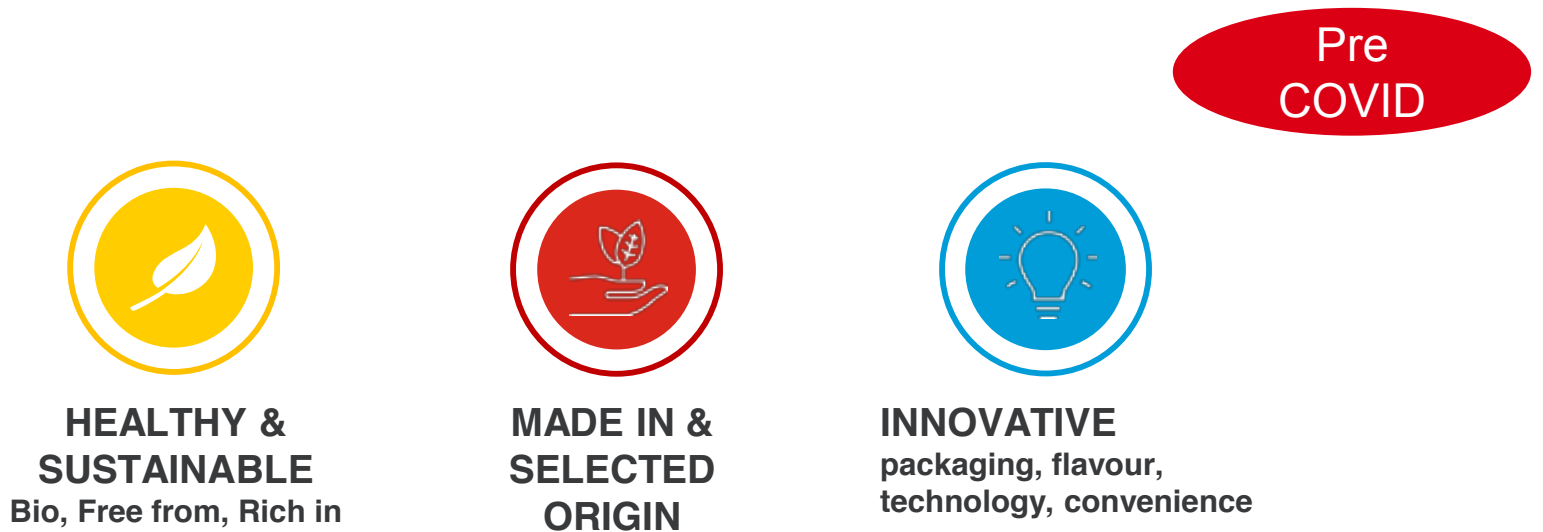 Pre
COVID
HEALTHY &
SUSTAINABLE
Bio, Free from, Rich in
MADE IN &
SELECTED
ORIGIN
INNOVATIVE
packaging, flavour,
technology, convenience